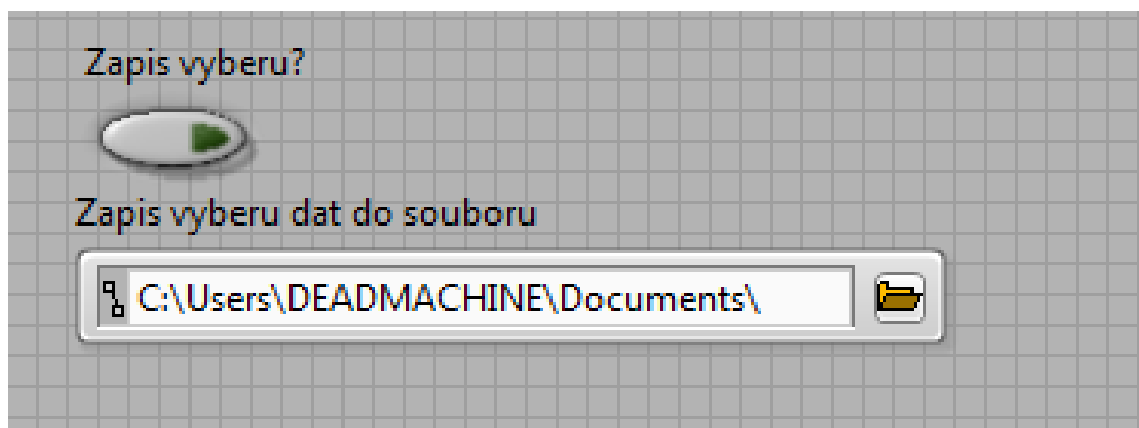 Zapis vyberu?
Zapis vyberu dat do souboru
C:\Users\DEADMACHINE\Documents\